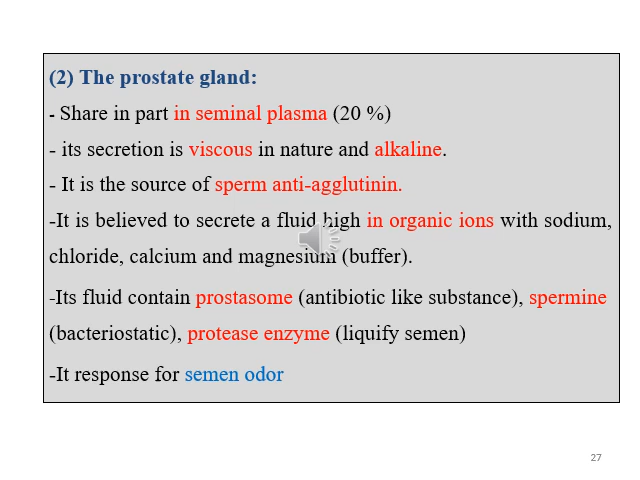 (2) The prostate gland:
- Share in part in seminal plasma (20 %)
- its secretion is viscous in nature and alkaline.
- It is the source of sperm anti-agglutinin.
-It is believed to secrete a fluid high in organic ions with sodium,
chloride, calcium and magnesium (buffer).
-Its fluid contain prostasome (antibiotic like substance), spermine
(bacteriostatic), protease enzyme (liquify semen)
-It response for semen odor
27